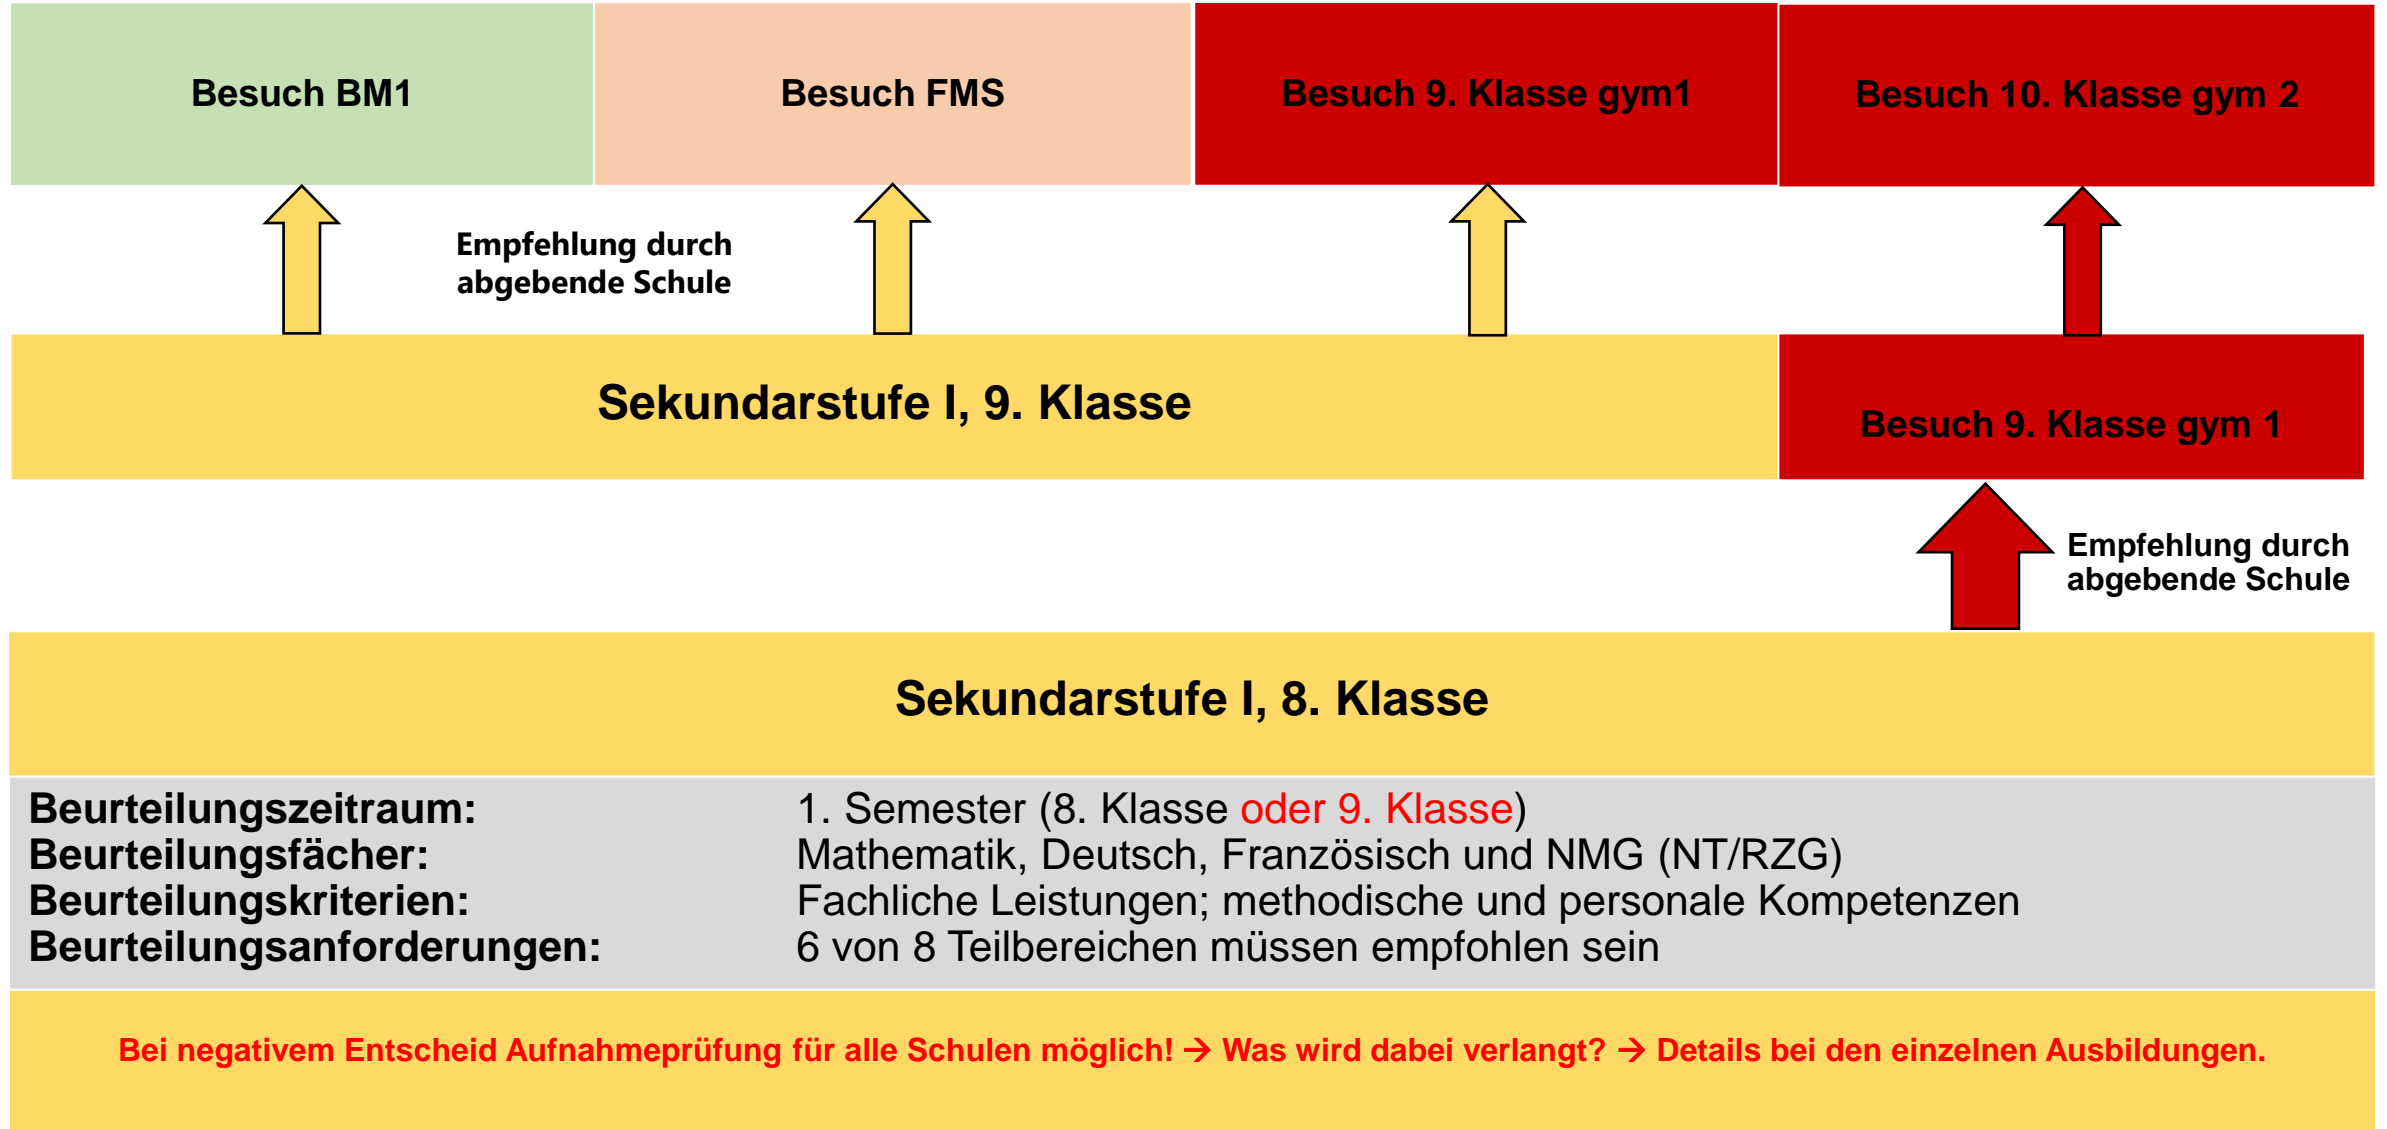 Besuch BM1
Besuch FMS
Besuch 9. Klasse gym1
Besuch 10. Klasse gym 2
Empfehlung durch
abgebende Schule
Sekundarstufe I, 9. Klasse
Besuch 9. Klasse gym 1
Empfehlung durch
abgebende Schule
Sekundarstufe I, 8. Klasse
Beurteilungszeitraum: 1. Semester (8. Klasse oder 9. Klasse)
Beurteilungsfächer: Mathematik, Deutsch, Französisch und NMG (NT/RZG)
Beurteilungskriterien: Fachliche Leistungen; methodische und personale Kompetenzen
Beurteilungsanforderungen: 6 von 8 Teilbereichen müssen empfohlen sein
Bei negativem Entscheid Aufnahmeprüfung für alle Schulen möglich! → Was wird dabei verlangt? → Details bei den einzelnen Ausbildungen.